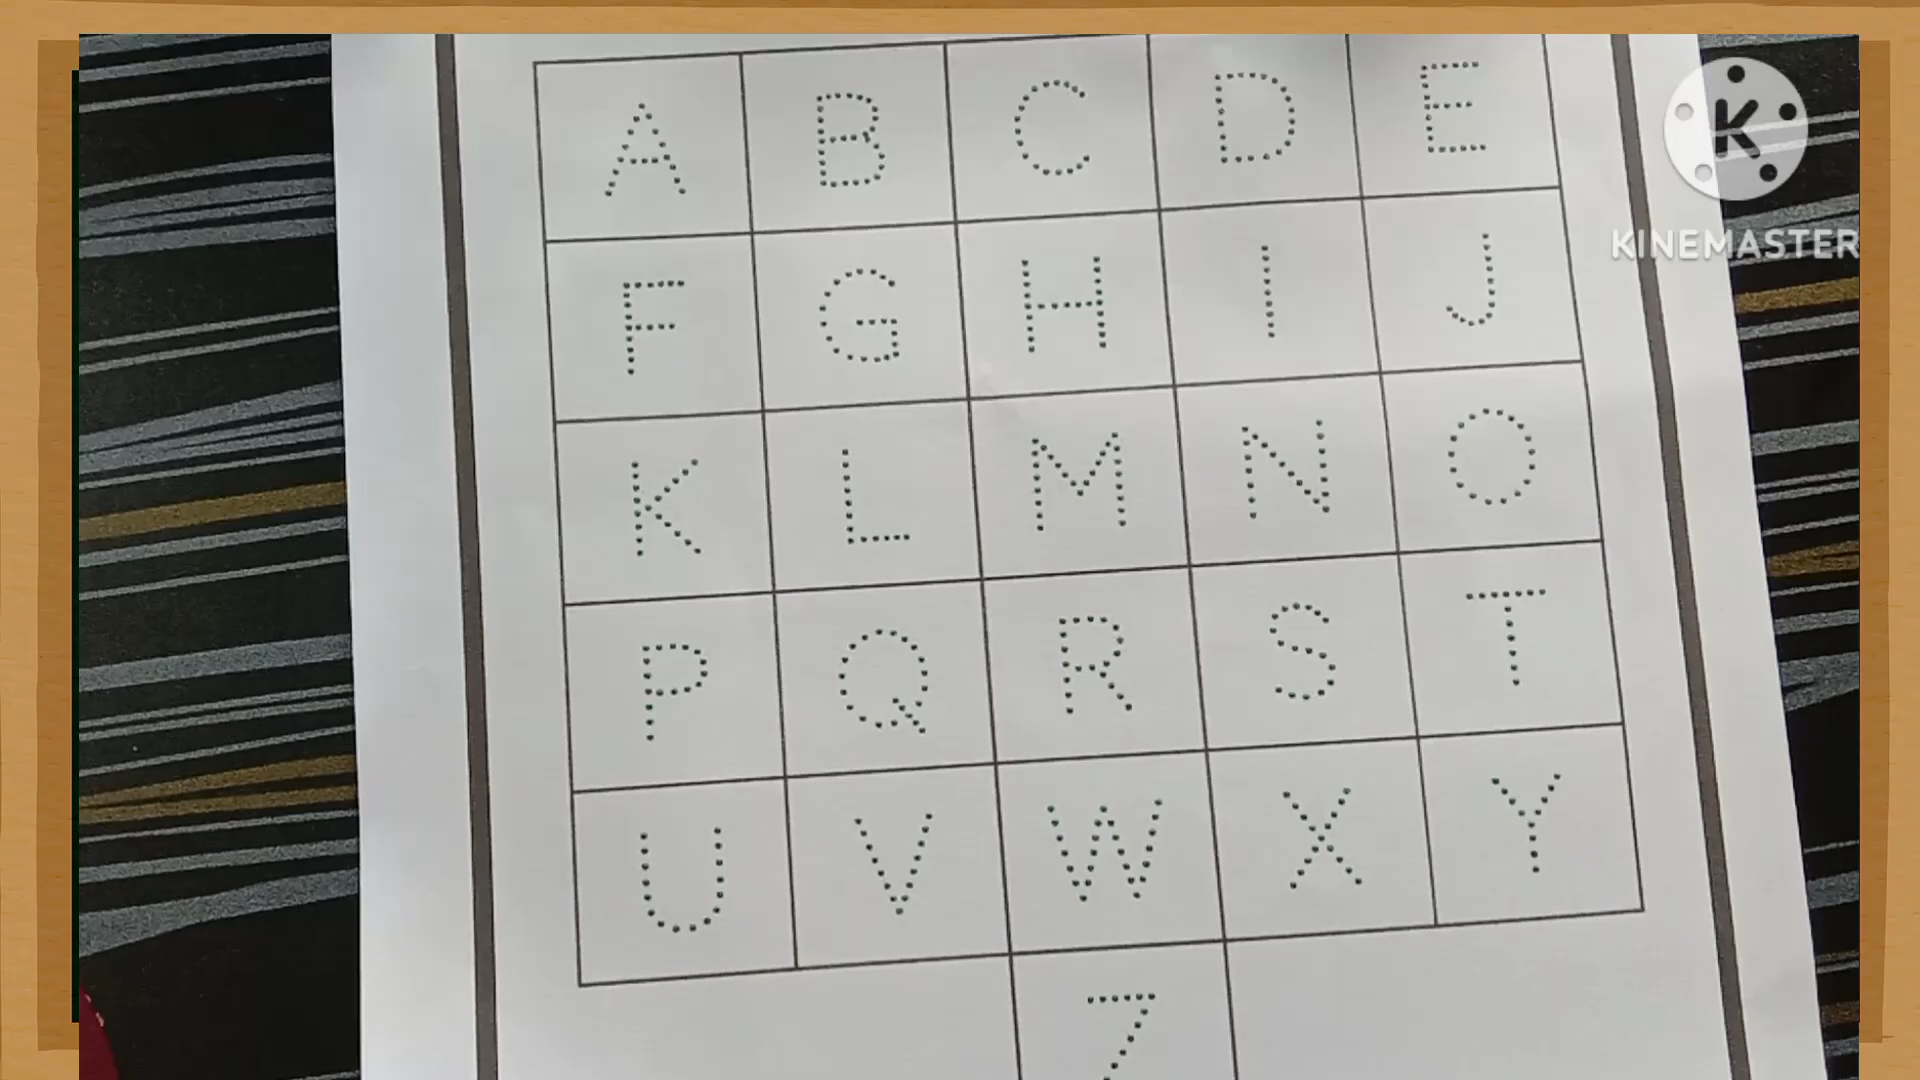 A B C D E
F G H I J
K L M N O
P Q R S T
U V W X Y
Z
K
KINEMASTER